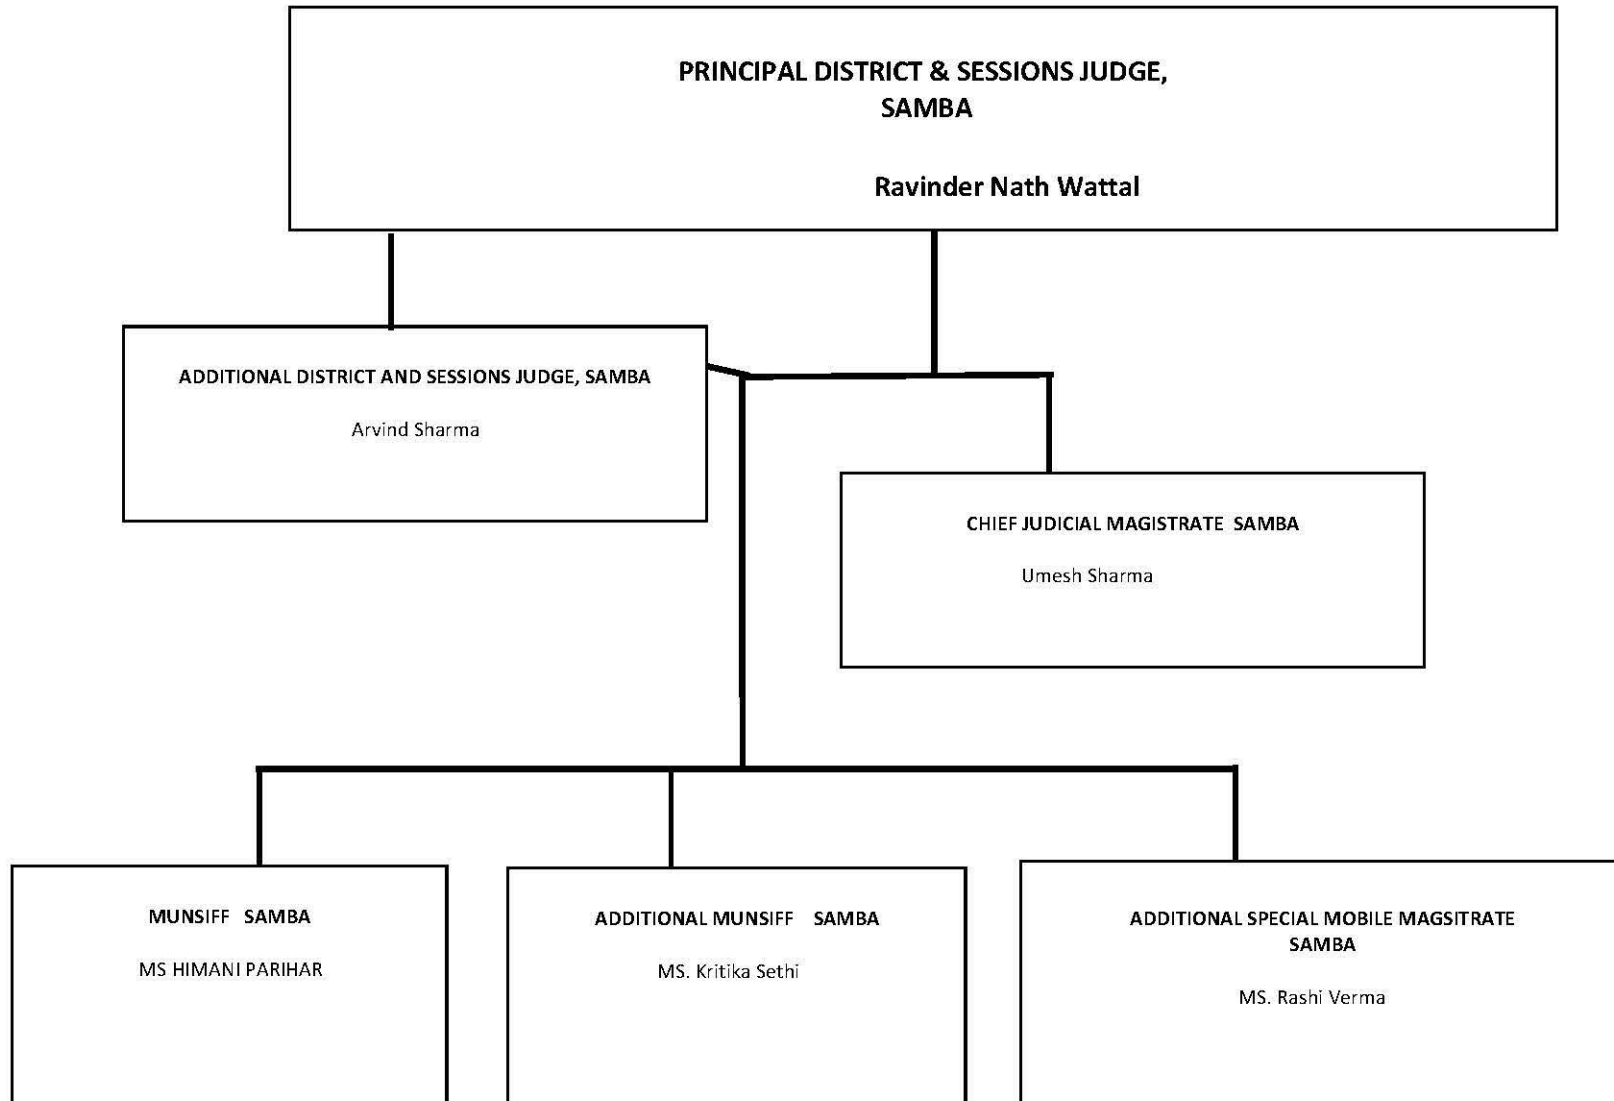 PRINCIPAL DISTRICT & SESSIONS JUDGE,
SAMBA
Ravinder Nath Wattal
ADDITIONAL DISTRICT AND SESSIONS JUDGE, SAMBA
Arvind Sharma
CHIEF JUDICIAL MAGISTRATE SAMBA
Umesh Sharma
MUNSIFF SAMBA
MS HIMANI PARIHAR
ADDITIONAL MUNSIFF SAMBA
MS. Kritika Sethi
ADDITIONAL SPECIAL MOBILE MAGSITRATE
SAMBA
MS. Rashi Verma